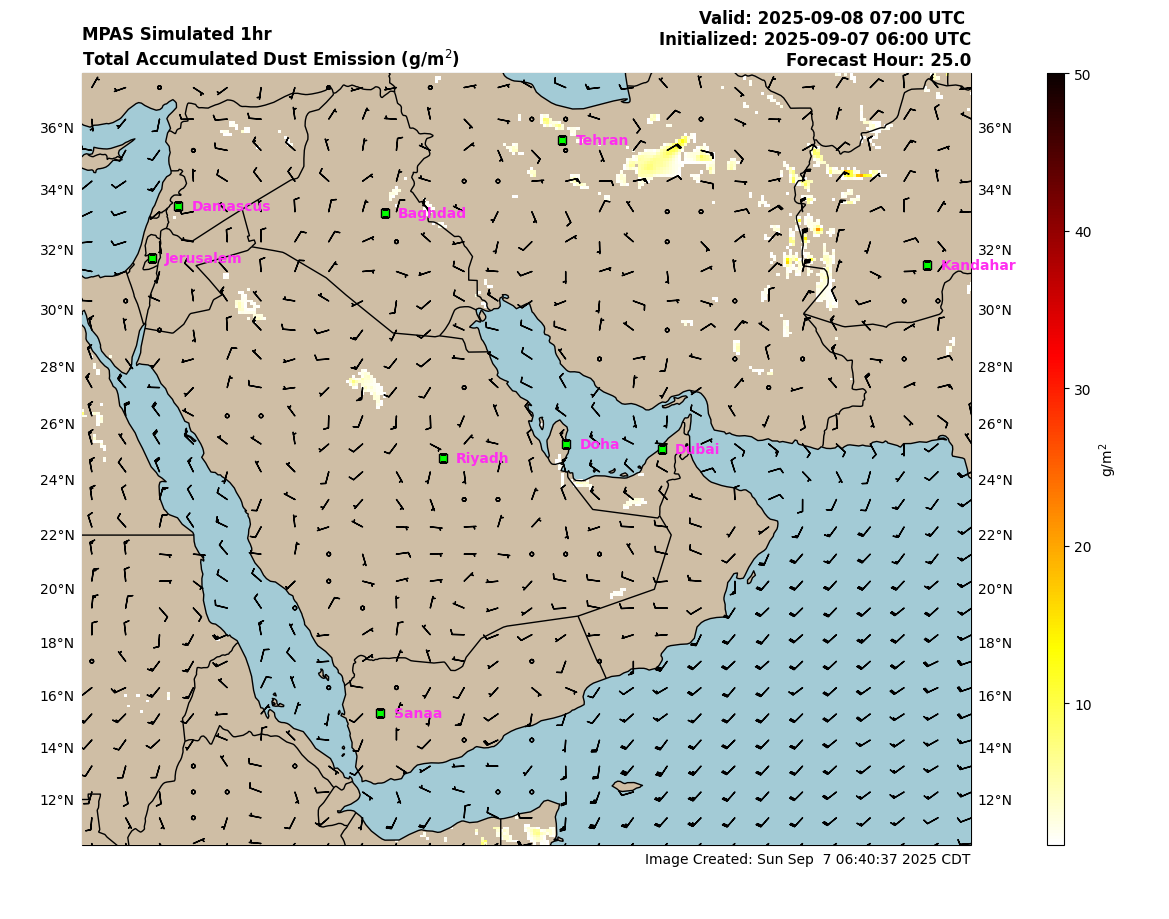 MPAS Simulated 1hr
Total Accumulated Dust Emission (g/m²)
Valid: 2025-09-08 07:00 UTC
Initialized: 2025-09-07 06:00 UTC
Forecast Hour: 25.0
36°N
34°N
32°N
30°N
28°N
26°N
24°N
22°N
20°N
18°N
16°N
14°N
12°N
Tehran
Damascus
Baghdad
Jerusalem
Kandahar
Doha
Dubai
Riyadh
Sanaa
36°N
34°N
32°N
30°N
28°N
26°N
24°N
22°N
20°N
18°N
16°N
14°N
12°N
50
40
30
20
10
g/m²
Image Created: Sun Sep  7 06:40:37 2025 CDT